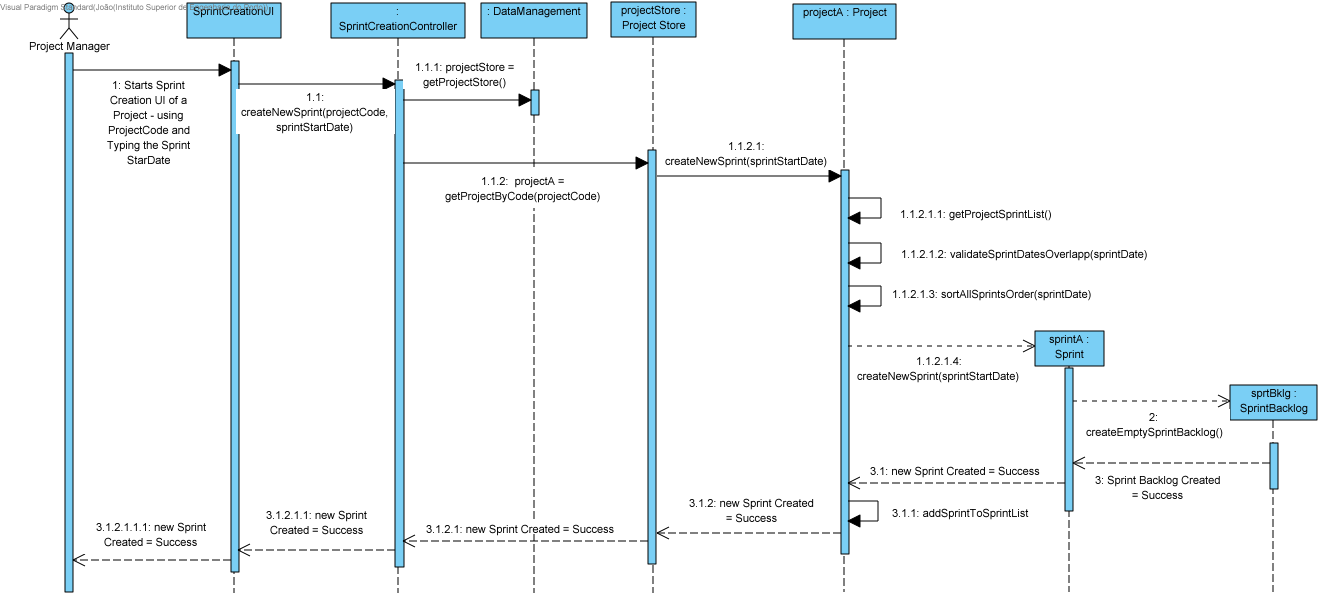 Visual Paradigm Standard(João(Instituto Superior de Engenharia do Porto))
Project Manager
SprintCreationUI
:
SprintCreationController
: DataManagement
projectStore :
Project Store
projectA : Project
1: Starts Sprint
Creation UI of a
Project - using
ProjectCode and
Typing the Sprint
StarDate
1.1:
createNewSprint(projectCode,
sprintStartDate)
1.1.1: projectStore =
getProjectStore()
1.1.2:  projectA =
getProjectByCode(projectCode)
1.1.2.1:
createNewSprint(sprintStartDate)
1.1.2.1.1: getProjectSprintList()
1.1.2.1.2: validateSprintDatesOverlapp(sprintDate)
1.1.2.1.3: sortAllSprintsOrder(sprintDate)
1.1.2.1.4:
createNewSprint(sprintStartDate)
sprintA :
Sprint
2:
createEmptySprintBacklog()
sprtBklg :
SprintBacklog
3: Sprint Backlog Created
= Success
3.1: new Sprint Created = Success
3.1.1: addSprintToSprintList
3.1.2: new Sprint Created
= Success
3.1.2.1: new Sprint Created = Success
3.1.2.1.1: new Sprint
Created = Success
3.1.2.1.1.1: new Sprint
Created = Success